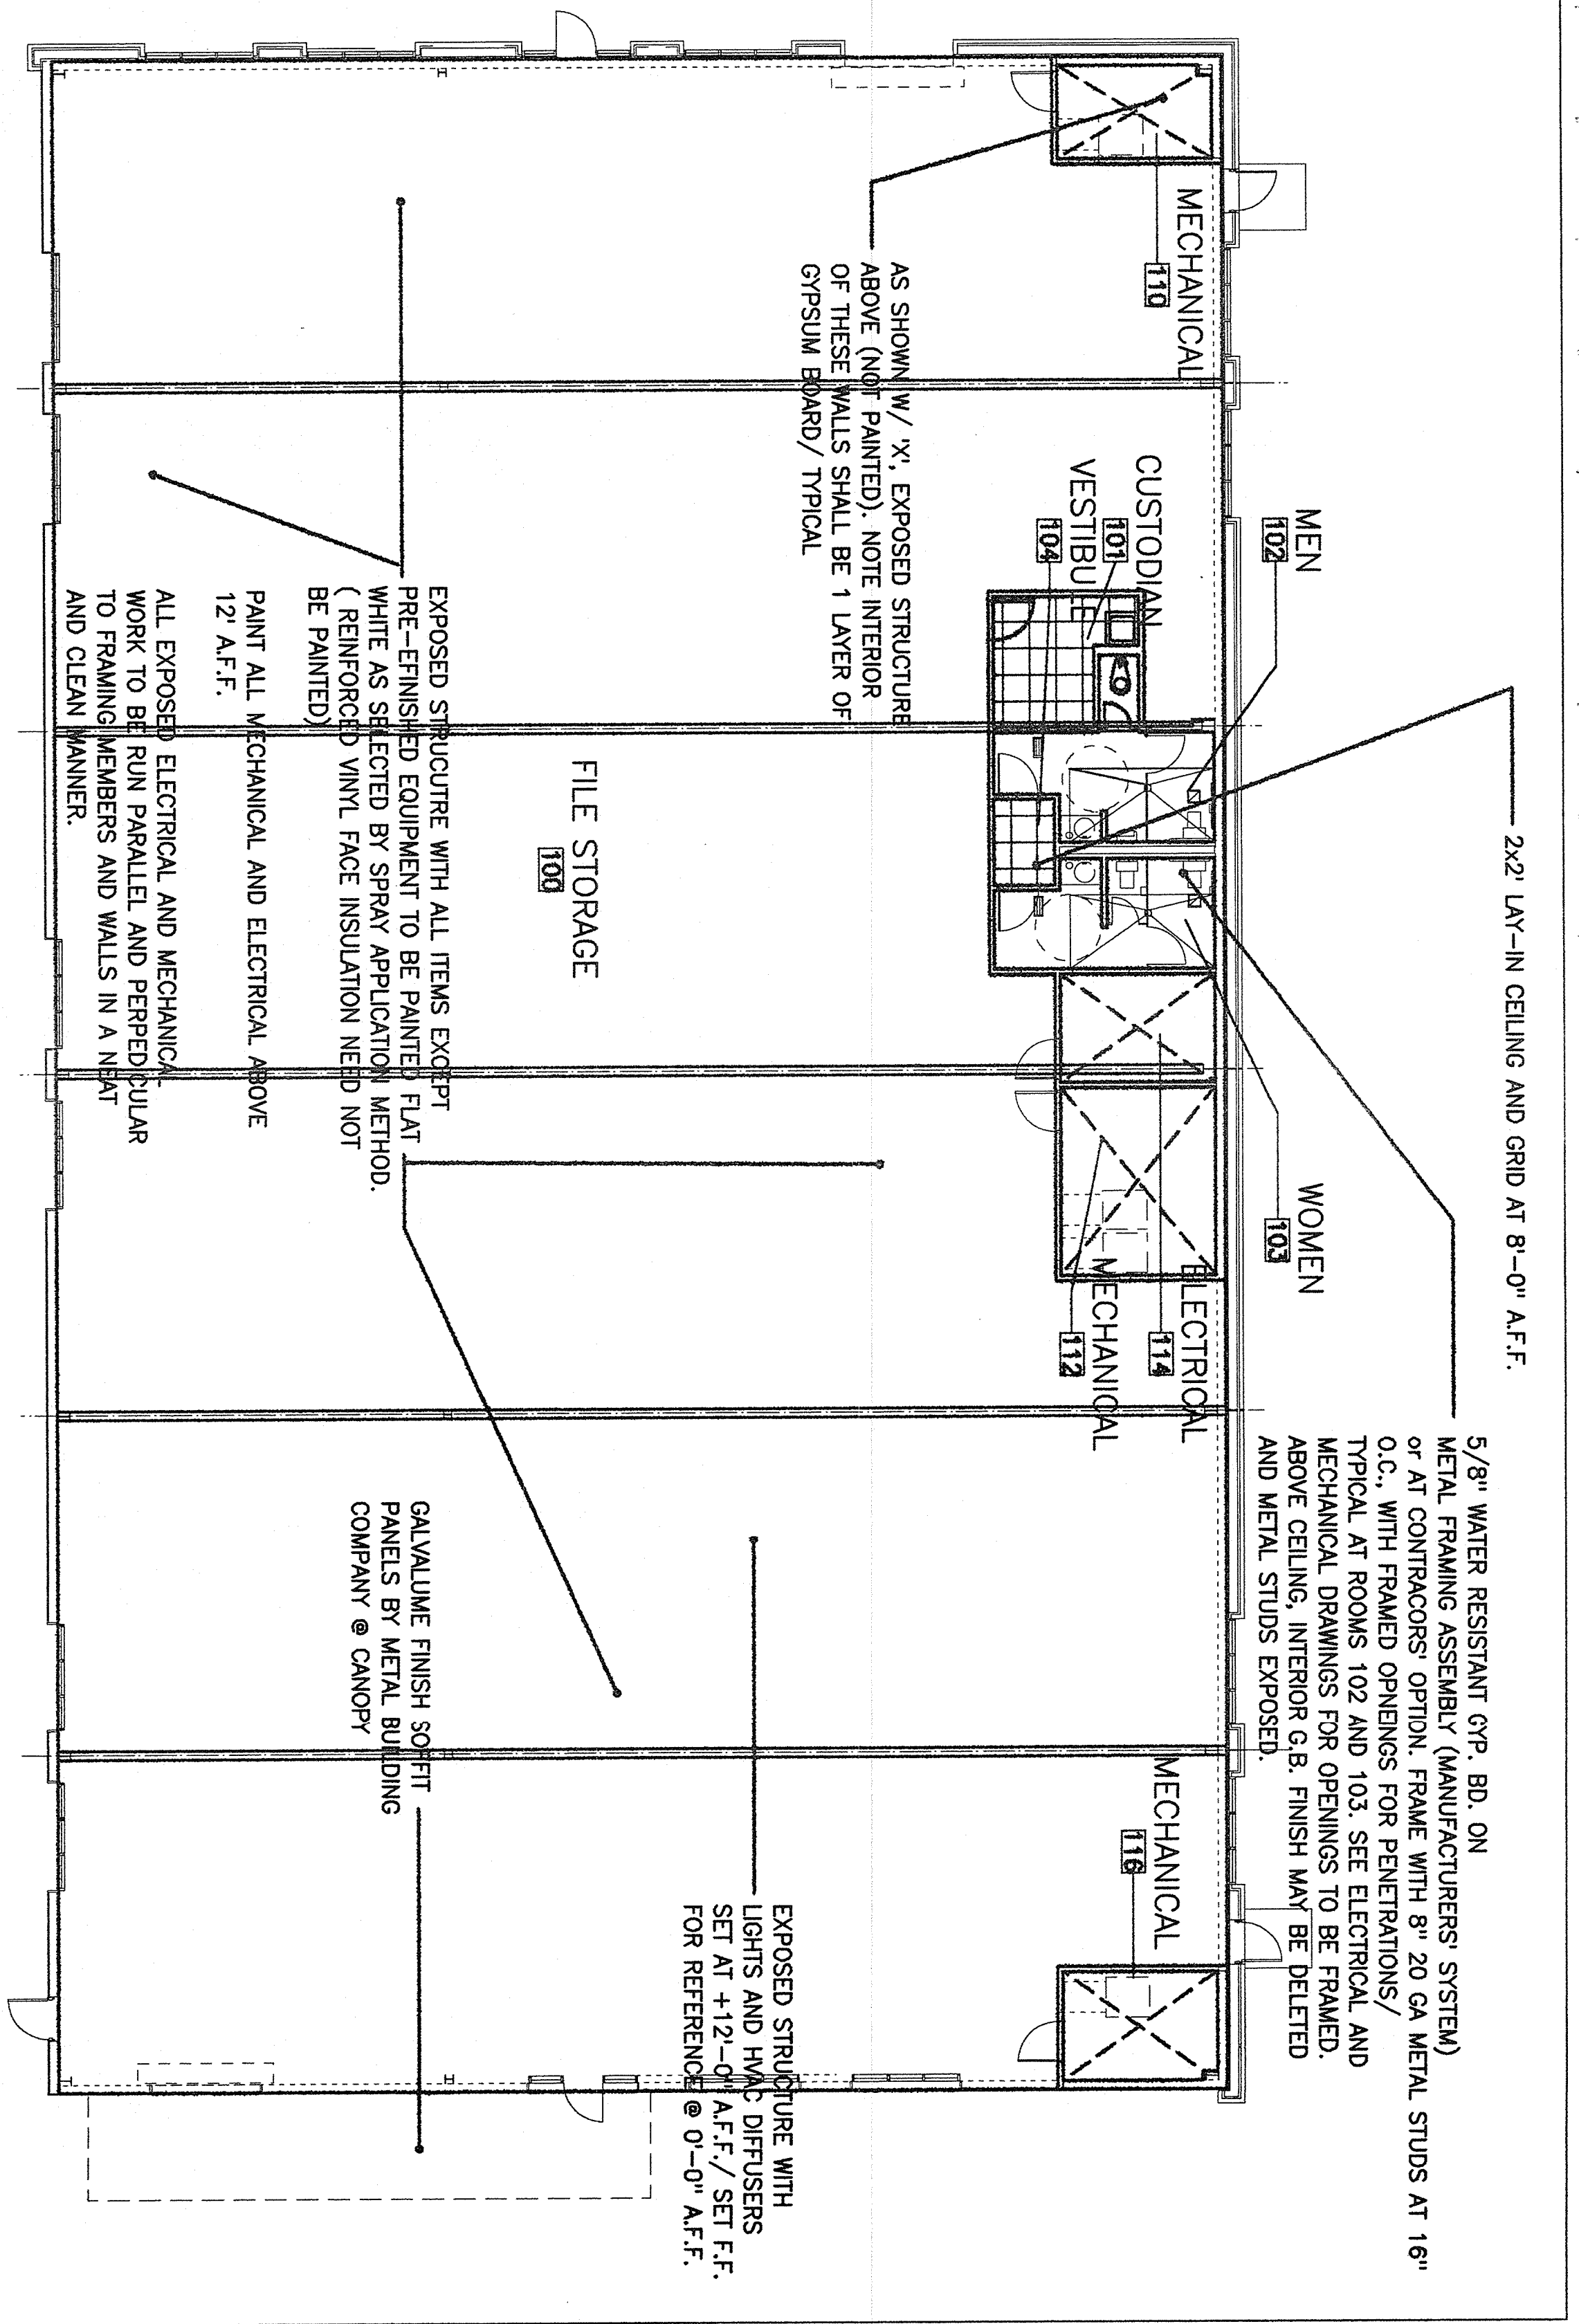 2x2' LAY-IN CEILING AND GRID AT 8'-0" A.F.F.
5/8" WATER RESISTANT GYP. BD. ON
METAL FRAMING ASSEMBLY (MANUFACTURERS' SYSTEM)
or AT CONTRACORS' OPTION. FRAME WITH 8" 20 GA METAL STUDS AT 16"
O.C., WITH FRAMED OPNEINGS FOR PENETRATIONS/
TYPICAL AT ROOMS 102 AND 103. SEE ELECTRICAL AND
MECHANICAL DRAWINGS FOR OPENINGS TO BE FRAMED.
ABOVE CEILING, INTERIOR G.B. FINISH MAY BE DELETED
AND METAL STUDS EXPOSED.
MEN
102
WOMEN
103
MECHANICAL
110
CUSTODIAN
101
VESTIBULE
104
ELECTRICAL
114
MECHANICAL
112
MECHANICAL
116
AS SHOWN W/ 'X', EXPOSED STRUCTURE
ABOVE (NOT PAINTED). NOTE INTERIOR
OF THESE WALLS SHALL BE 1 LAYER OF
GYPSUM BOARD/ TYPICAL
EXPOSED STRUCTURE WITH
LIGHTS AND HVAC DIFFUSERS
SET AT +12'-0" A.F.F./ SET F.F.
FOR REFERENCE @ 0'-0" A.F.F.
FILE STORAGE
100
EXPOSED STRUCUTRE WITH ALL ITEMS EXCEPT
PRE-EFINISHED EQUIPMENT TO BE PAINTED FLAT
WHITE AS SELECTED BY SPRAY APPLICATION METHOD.
( REINFORCED VINYL FACE INSULATION NEED NOT
BE PAINTED)
PAINT ALL MECHANICAL AND ELECTRICAL ABOVE
12' A.F.F.
ALL EXPOSED ELECTRICAL AND MECHANICA-
WORK TO BE RUN PARALLEL AND PERPEDICULAR
TO FRAMING MEMBERS AND WALLS IN A NEAT
AND CLEAN MANNER.
GALVALUME FINISH SOFFIT
PANELS BY METAL BUILDING
COMPANY @ CANOPY